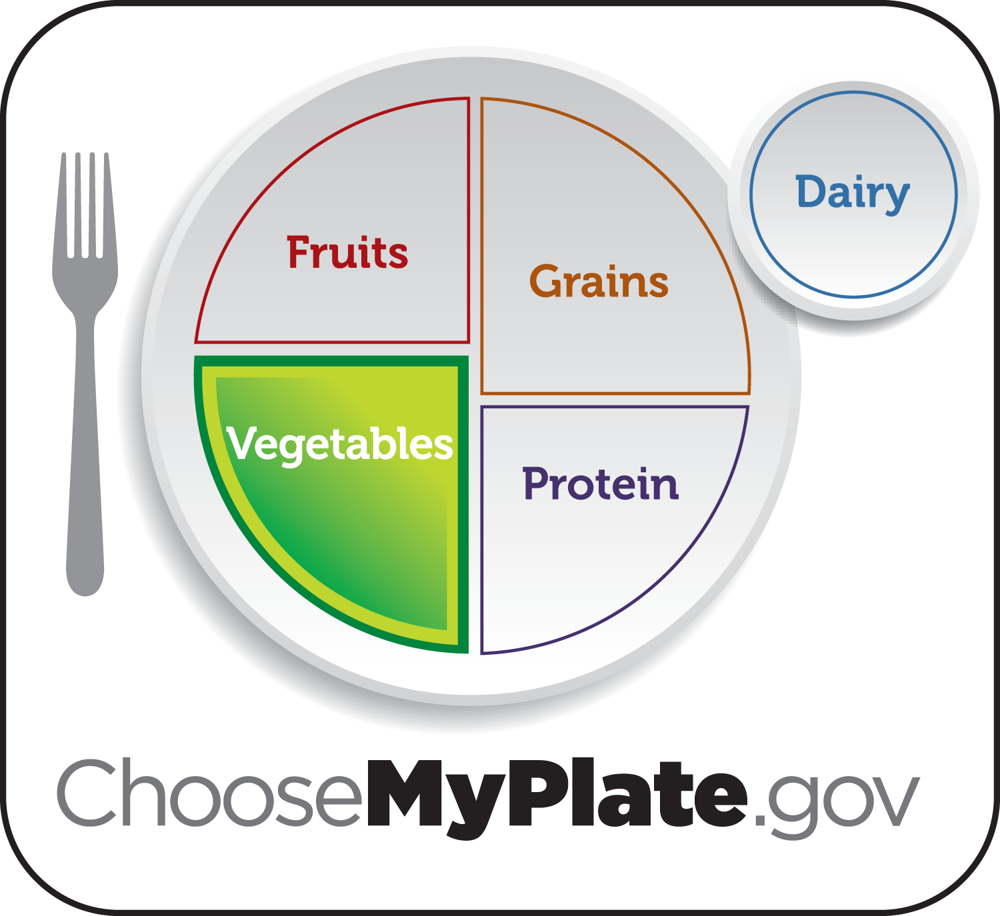 Dairy
Fruits
Grains
Vegetables
Protein
ChooseMyPlate.gov